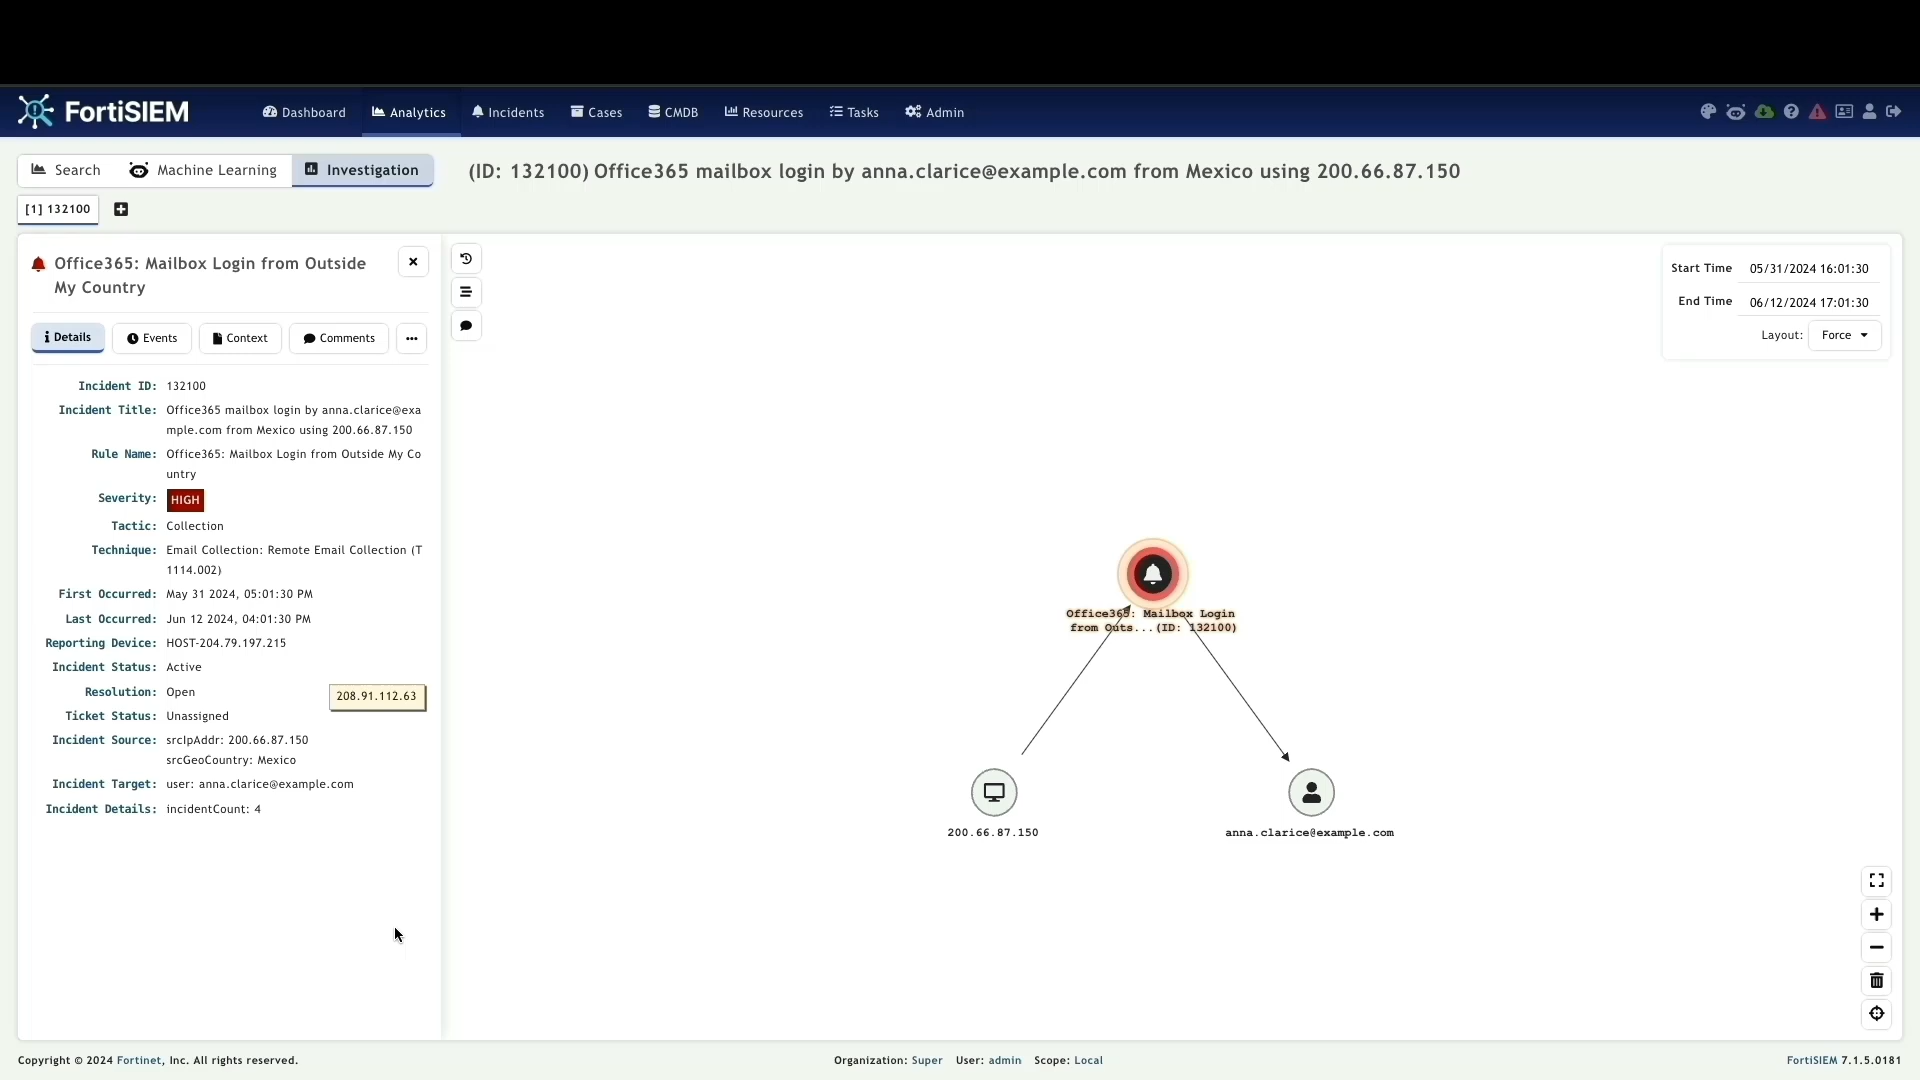 FortiSIEM
Dashboard
Analytics
Incidents
Cases
CMDB
Resources
Tasks
Admin
Search
Machine Learning
Investigation
(ID: 132100) Office365 mailbox login by anna.clarice@example.com from Mexico using 200.66.87.150
[1] 132100
Office365: Mailbox Login from Outside
My Country
Details
Events
Context
Comments
Incident ID: 132100
Incident Title: Office365 mailbox login by anna.clarice@exa
mple.com from Mexico using 200.66.87.150
Rule Name: Office365: Mailbox Login from Outside My Co
untry
Severity: HIGH
Tactic: Collection
Technique: Email Collection: Remote Email Collection (T
1114.002)
First Occurred: May 31 2024, 05:01:30 PM
Last Occurred: Jun 12 2024, 04:01:30 PM
Reporting Device: HOST-204.79.197.215
Incident Status: Active
Resolution: Open
208.91.112.63
Ticket Status: Unassigned
Incident Source: srcIpAddr: 200.66.87.150
srcGeoCountry: Mexico
Incident Target: user: anna.clarice@example.com
Incident Details: incidentCount: 4
Start Time 05/31/2024 16:01:30
End Time 06/12/2024 17:01:30
Layout: Force
Office365: Mailbox Login
from Outs...(ID: 132100)
200.66.87.150
anna.clarice@example.com
Copyright © 2024 Fortinet, Inc. All rights reserved.
Organization: Super User: admin Scope: Local
FortiSIEM 7.1.5.0181